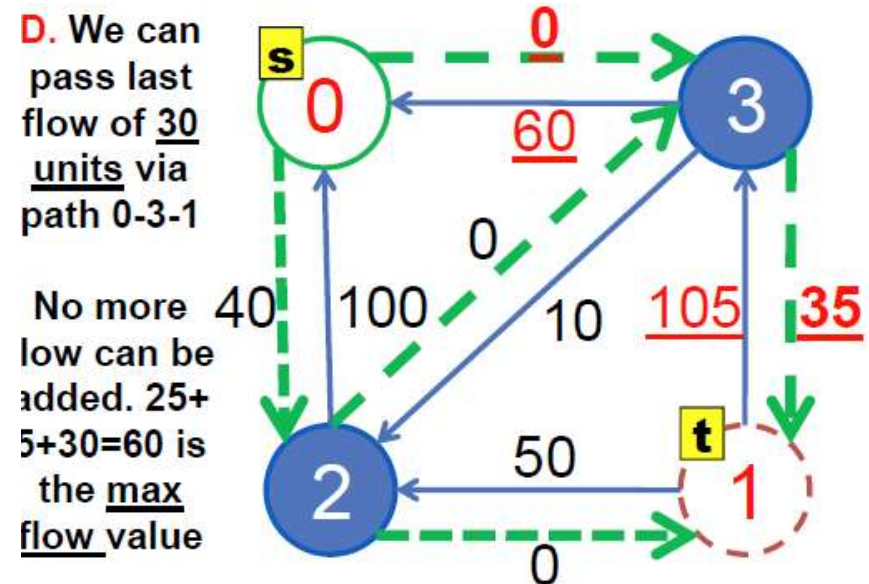 D. We can
pass last
flow of 30
units via
path 0-3-1
No more
low can be
added. 25+
5+30=60 is
the max
flow value
s
0
0
60
3
0
40
100
10
105
35
t
2
50
1
0